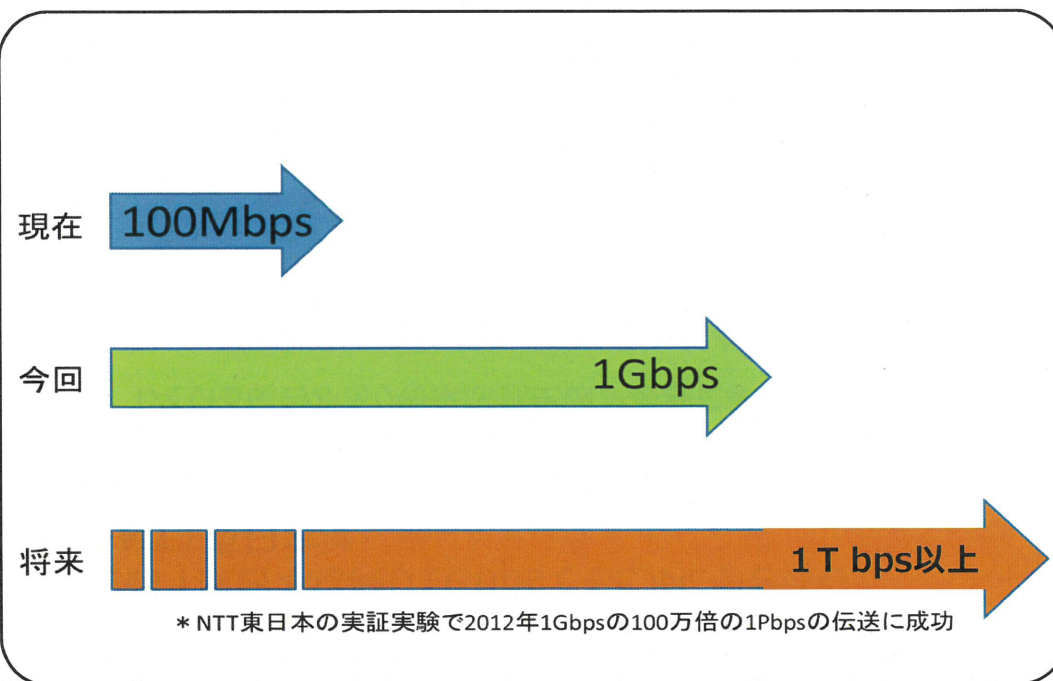 現在
100Mbps
今回
1Gbps
将来
1T bps以上
*NTT東日本の実証実験で2012年1Gbpsの100万倍の1Pbpsの伝送に成功